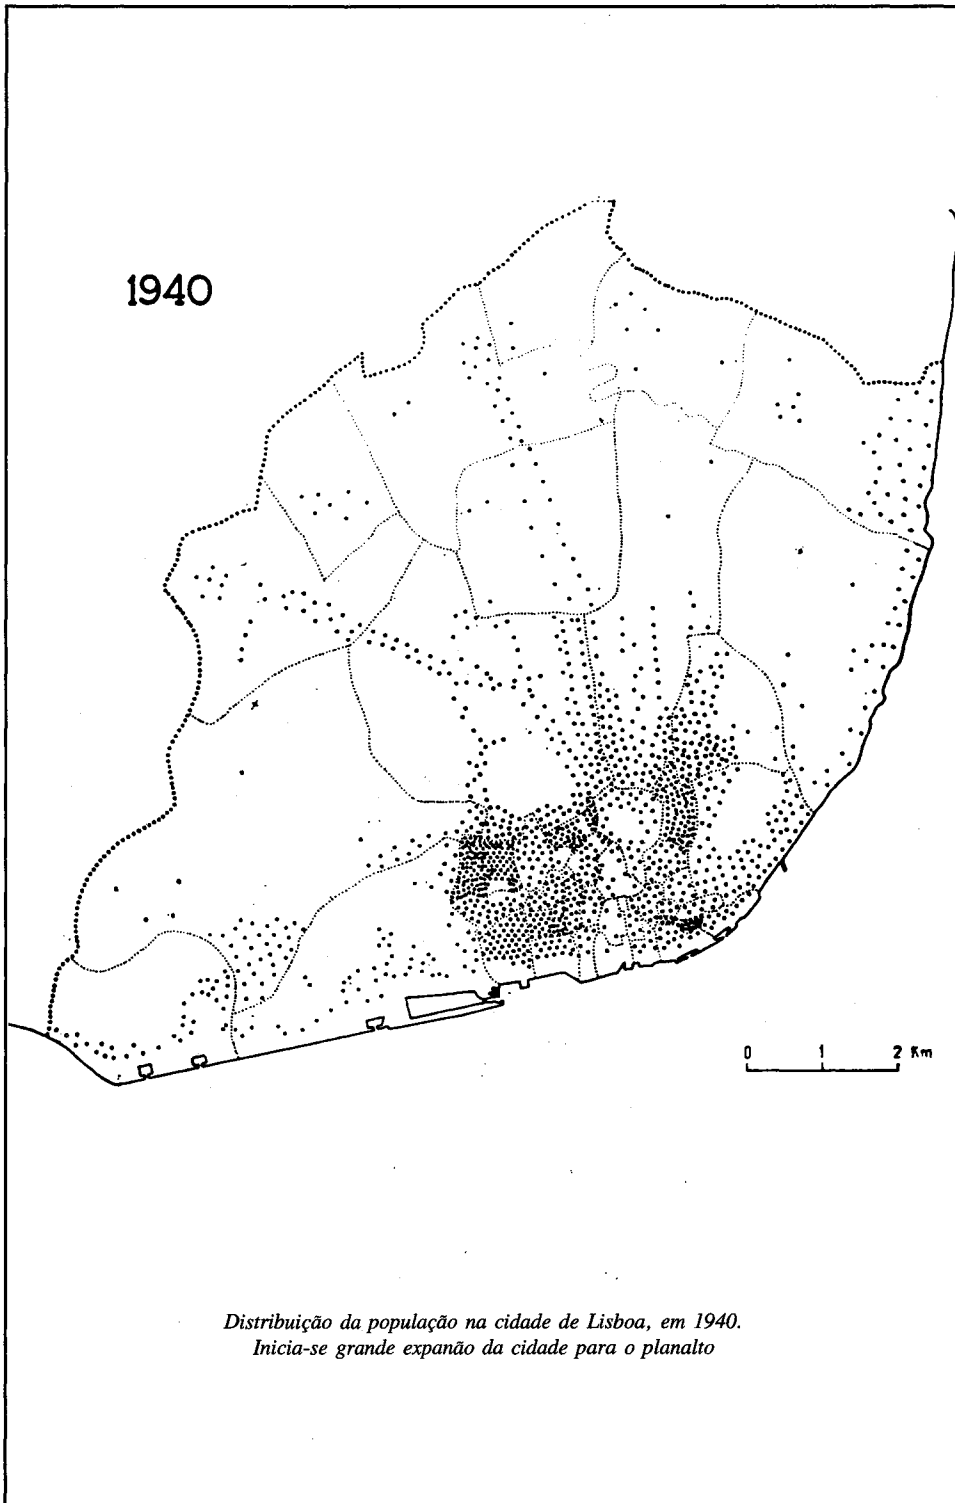 1940
0 1 2 Km
Distribuição da população na cidade de Lisboa, em 1940.
Inicia-se grande expanão da cidade para o planalto